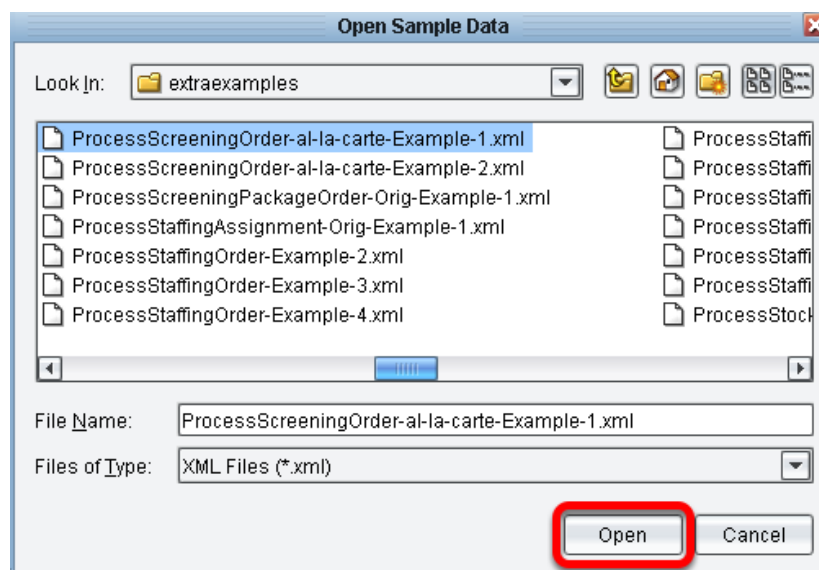 Open Sample Data
Look In: extraexamples
ProcessScreeningOrder-al-la-carte-Example-1.xml
ProcessScreeningOrder-al-la-carte-Example-2.xml
ProcessScreeningPackageOrder-Orig-Example-1.xml
ProcessStaffingAssignment-Orig-Example-1.xml
ProcessStaffingOrder-Example-2.xml
ProcessStaffingOrder-Example-3.xml
ProcessStaffingOrder-Example-4.xml
ProcessStaffi
ProcessStaffi
ProcessStaffi
ProcessStaffi
ProcessStaffi
ProcessStaffi
ProcessStock
File Name: ProcessScreeningOrder-al-la-carte-Example-1.xml
Files of Type: XML Files (*.xml)
Open Cancel